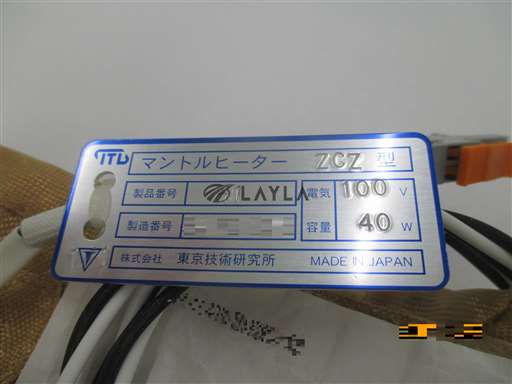 TTD マントルヒーター ZCZ 型
製品番号 1 LAYLA 電気 100 V
製造番号 容量 40 W
T 株式会社 東京技術研究所 MADE IN JAPAN